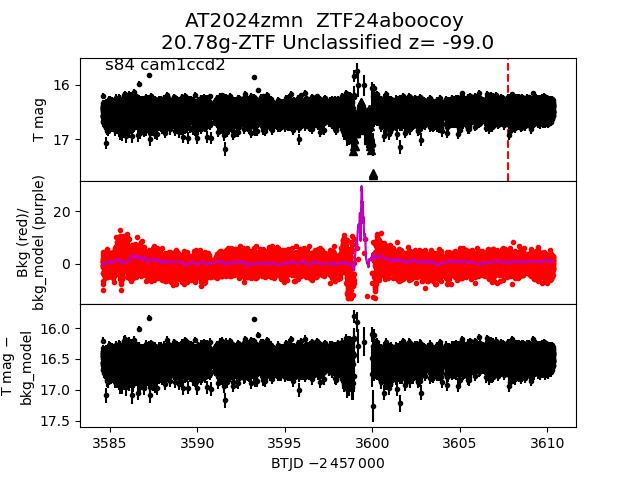 AT2024zmn ZTF24aboocoy
20.78g-ZTF Unclassified z= -99.0
s84 cam1ccd2
16
17
T mag
20
0
Bkg (red)/
bkg_model (purple)
16.0
16.5
17.0
17.5
T mag −
bkg_model
3585 3590 3595 3600 3605 3610
BTJD −2 457 000